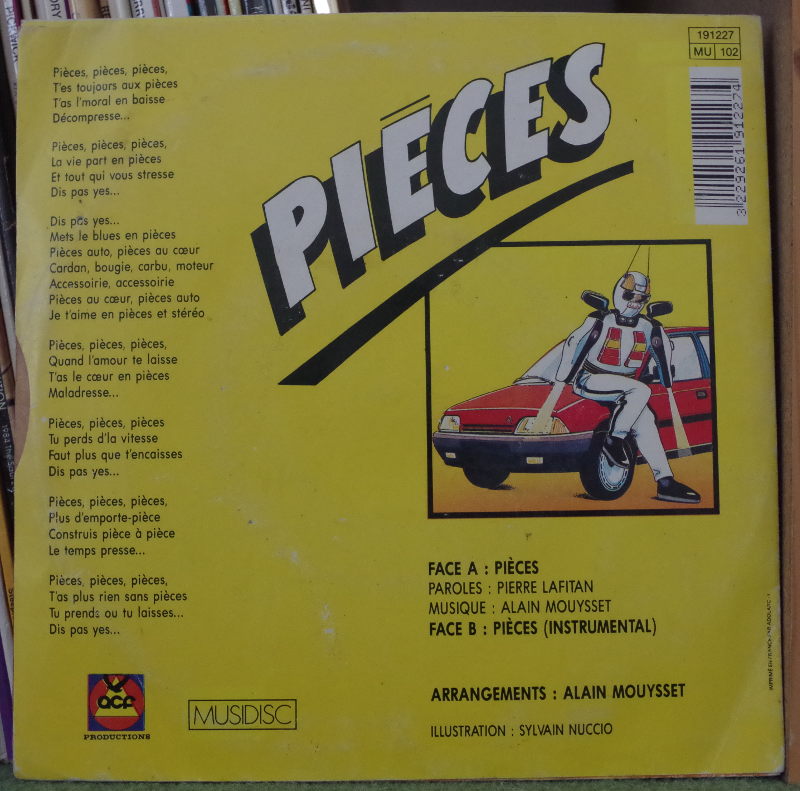 Pièces, pièces, pièces,
T'es toujours aux pièces
T'as l'moral en baisse
Décompresse...
Pièces, pièces, pièces,
La vie part en pièces
Et tout qui vous stresse
Dis pas yes...
Dis pas yes...
Mets le blues en pièces
Pièces auto, pièces au cœur
Cardan, bougie, carbu, moteur
Accessoirie, accessoirie
Pièces au cœur, pièces auto
Je t'aime en pièces et stéréo
Pièces, pièces, pièces,
Quand l'amour te laisse
T'as le cœur en pièces
Maladresse...
Pièces, pièces, pièces
Tu perds d'la vitesse
Faut plus que t'encaisses
Dis pas yes...
Pièces, pièces, pièces,
Plus d'emporte-pièce
Construis pièce à pièce
Le temps presse...
Pièces, pièces, pièces,
T'as plus rien sans pièces
Tu prends ou tu laisses...
Dis pas yes...
acf
PRODUCTIONS
MUSIDISC
PIÈCES
191227
MU 102
3229261912274
FACE A : PIÈCES
PAROLES : PIERRE LAFITAN
MUSIQUE : ALAIN MOUYSSET
FACE B : PIÈCES (INSTRUMENTAL)
ARRANGEMENTS : ALAIN MOUYSSET
ILLUSTRATION : SYLVAIN NUCCIO